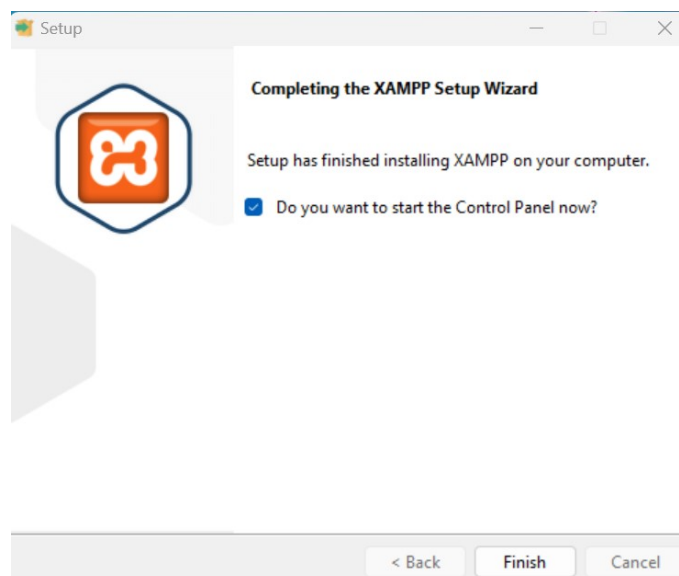 Setup
Completing the XAMPP Setup Wizard
Setup has finished installing XAMPP on your computer.
Do you want to start the Control Panel now?
< Back
Finish
Cancel